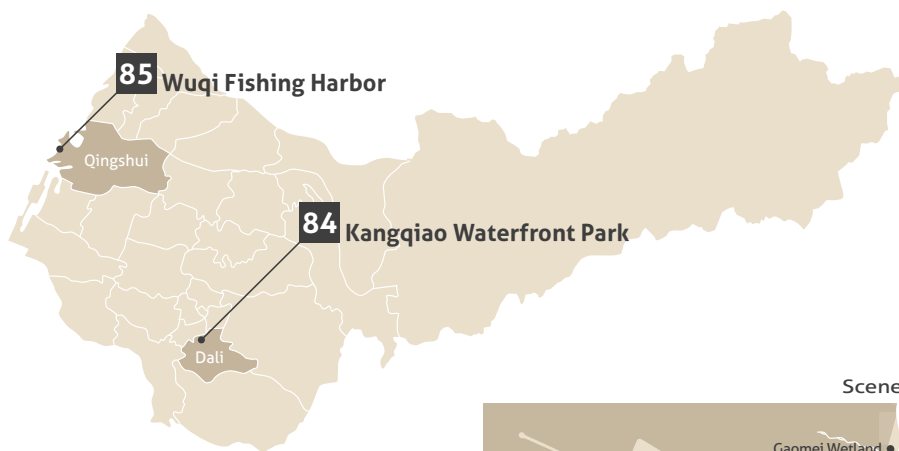 85 Wuqi Fishing Harbor
Qingshui
84 Kangqiao Waterfront Park
Dali
Scene
Gaomei Wetland